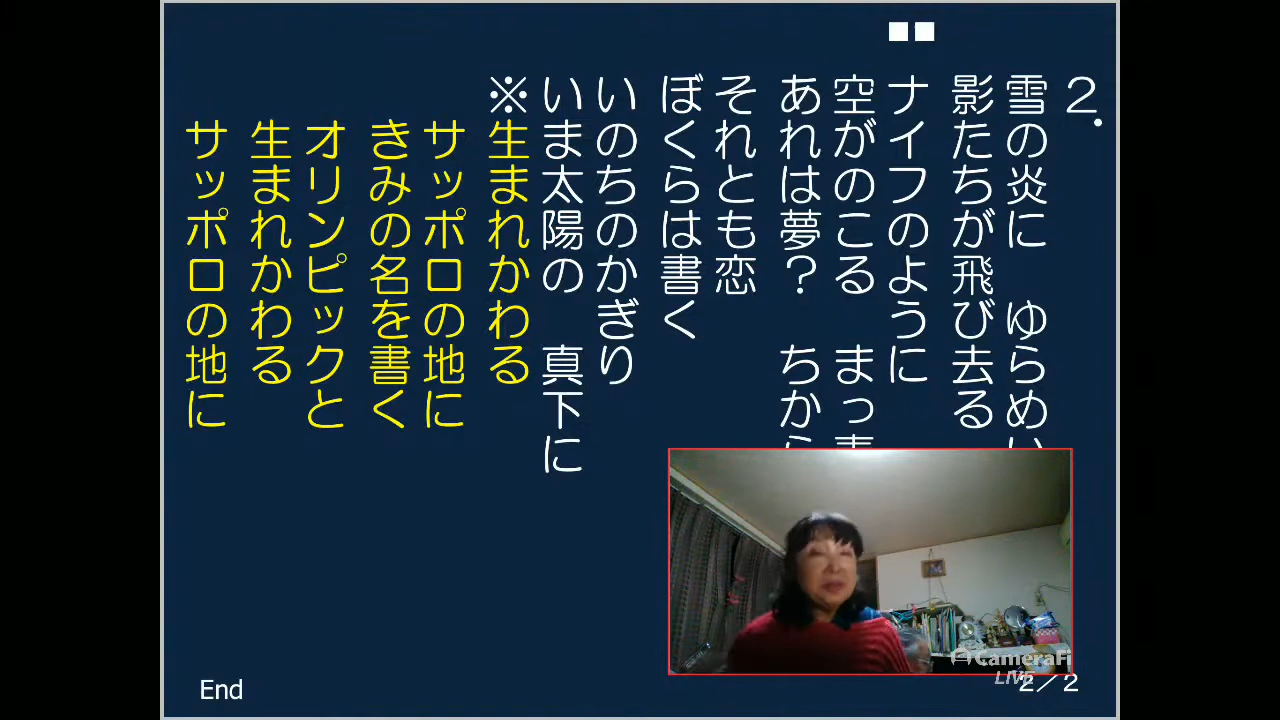 ２．
雪の炎に　ゆらめい
影たちが飛び去る
ナイフのように
空がのこる　まっ青
あれは夢？　ちから
それとも恋
ぼくらは書く
いのちのかぎり
いま太陽の　真下に
※生まれかわる
サッポロの地に
きみの名を書く
オリンピックと
生まれかわる
サッポロの地に
CameraFi
LIVE
End
2／2